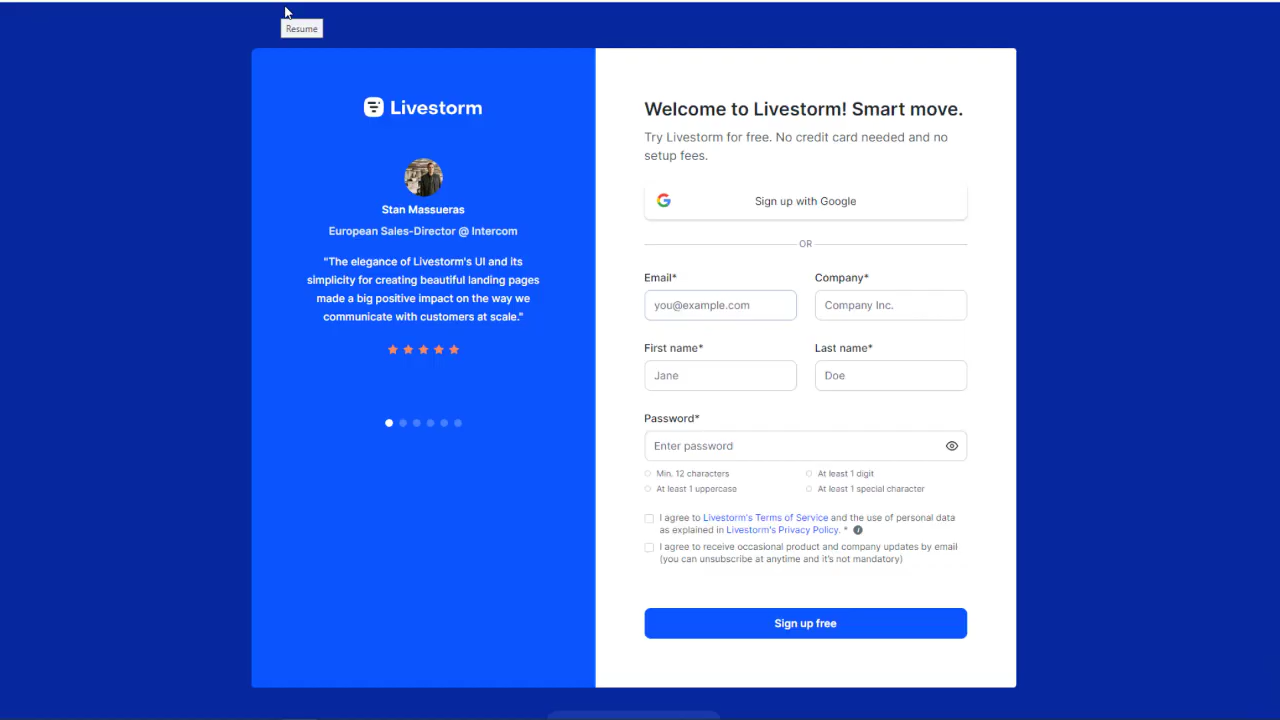 Resume
Livestorm
Stan Massueras
European Sales-Director @ Intercom
"The elegance of Livestorm's UI and its
simplicity for creating beautiful landing pages
made a big positive impact on the way we
communicate with customers at scale."
Welcome to Livestorm! Smart move.
Try Livestorm for free. No credit card needed and no
setup fees.
Sign up with Google
OR
Email* Company*
you@example.com Company Inc.
First name* Last name*
Jane Doe
Password*
Enter password
Min. 12 characters At least 1 digit
At least 1 uppercase At least 1 special character
I agree to Livestorm's Terms of Service and the use of personal data
as explained in Livestorm's Privacy Policy. *
I agree to receive occasional product and company updates by email
(you can unsubscribe at anytime and it's not mandatory)
Sign up free